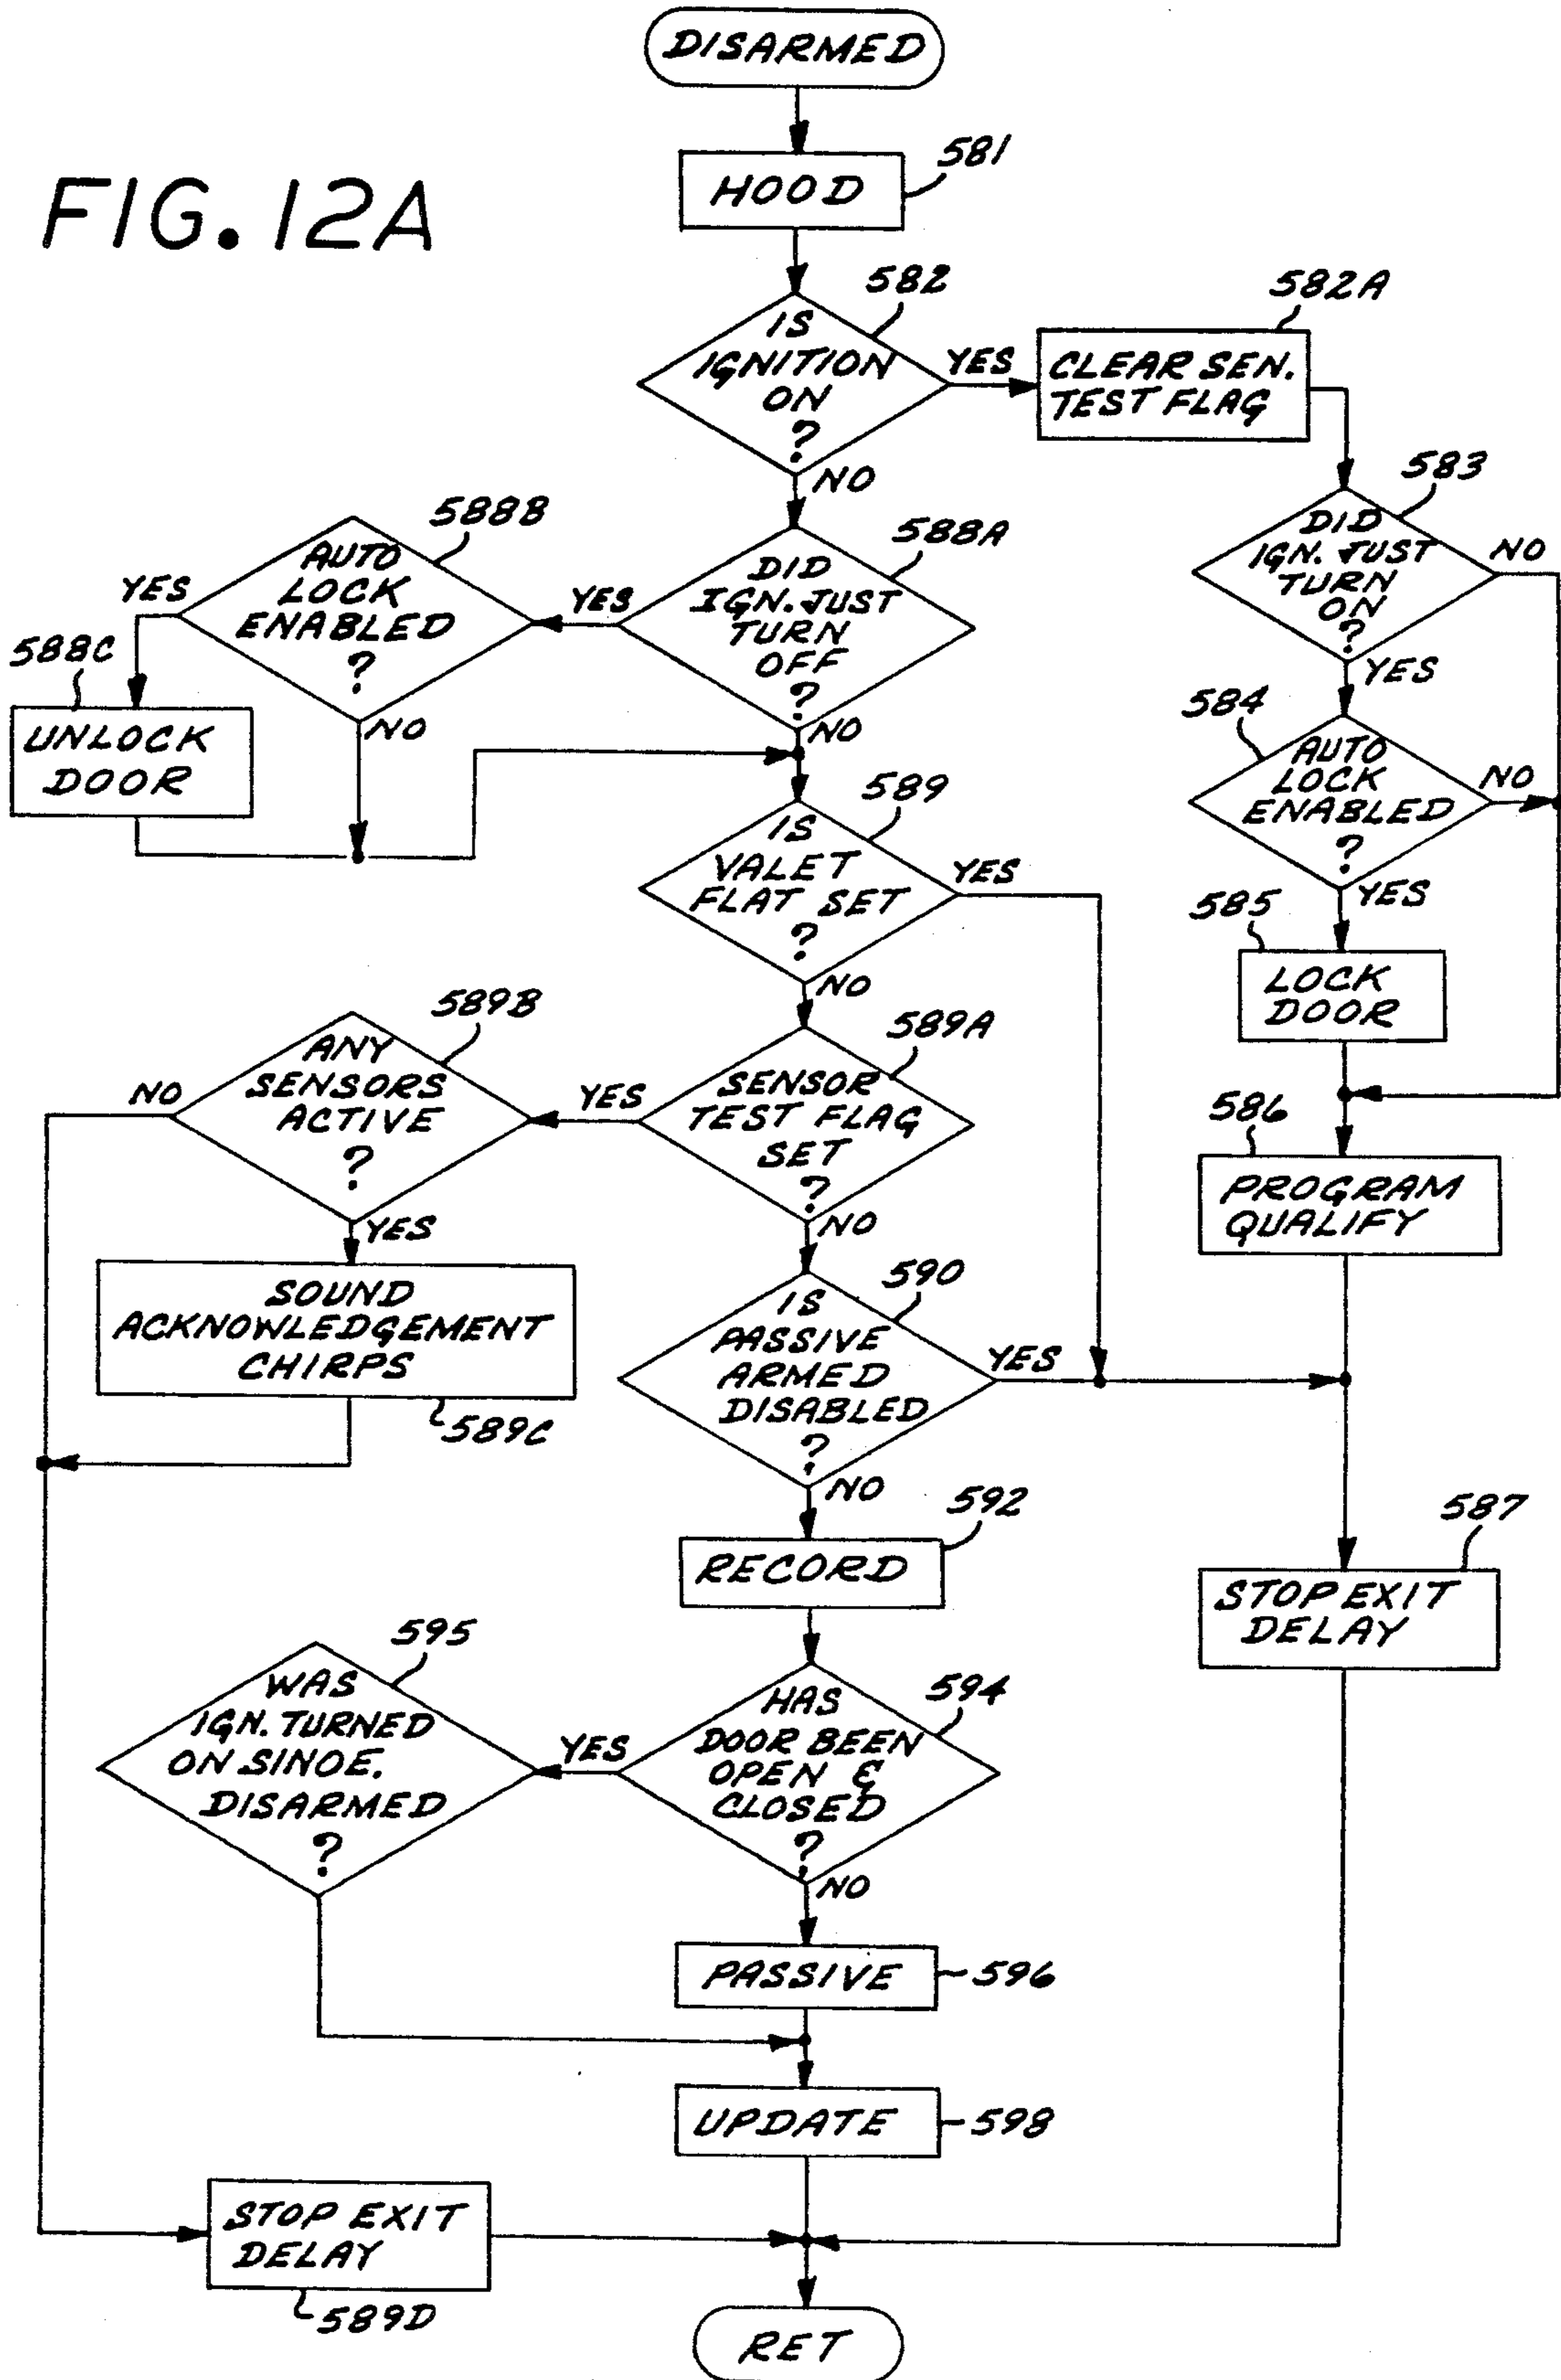 DISARMED
FIG. 12A
581
HOOD
582
IS
IGNITION
ON
?
YES
NO
582A
CLEAR SEN.
TEST FLAG
583
DID
IGN. JUST
TURN
ON
?
NO
YES
588A
DID
IGN. JUST
TURN
OFF
?
YES
NO
588B
AUTO
LOCK
ENABLED
?
YES
NO
588C
UNLOCK
DOOR
584
AUTO
LOCK
ENABLED
?
NO
YES
585
LOCK
DOOR
589
IS
VALET
FLAT SET
?
YES
NO
589A
SENSOR
TEST FLAG
SET
?
YES
NO
589B
ANY
SENSORS
ACTIVE
?
NO
YES
SOUND
ACKNOWLEDGEMENT
CHIRPS
589C
586
PROGRAM
QUALIFY
590
IS
PASSIVE
ARMED
DISABLED
?
YES
NO
592
RECORD
587
STOP EXIT
DELAY
594
HAS
DOOR BEEN
OPEN &
CLOSED
?
YES
NO
595
WAS
IGN. TURNED
ON SINOE.
DISARMED
?
PASSIVE
596
UPDATE
598
STOP EXIT
DELAY
589D
RET